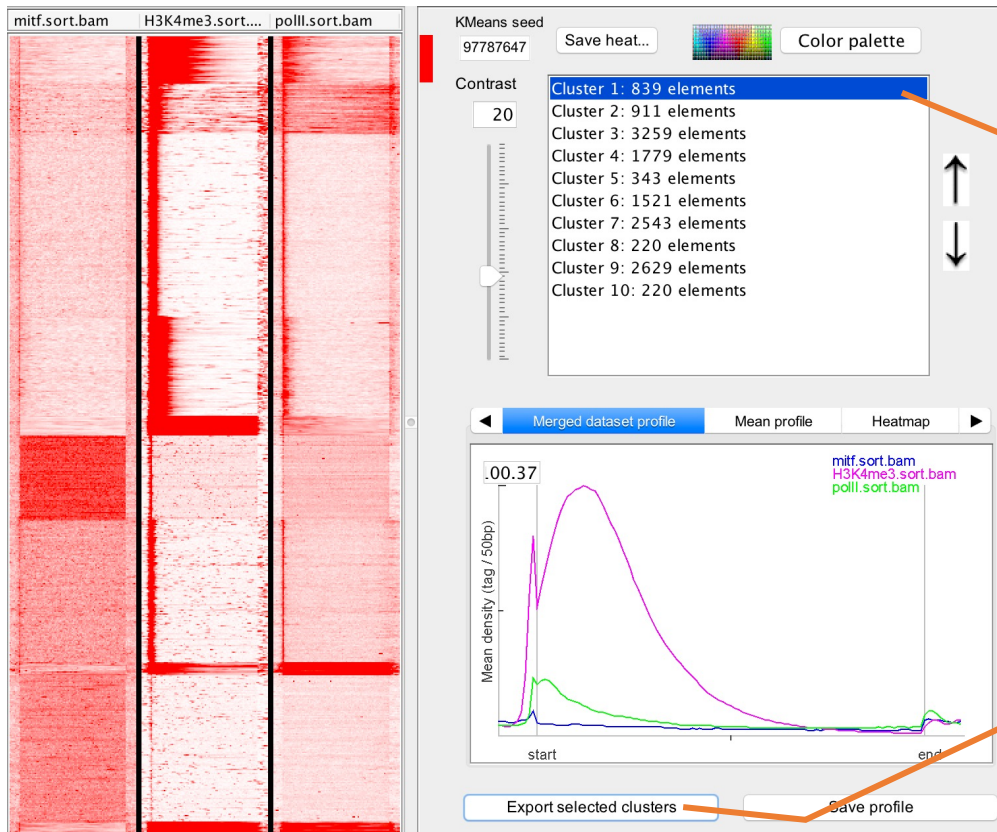 mitf.sort.bam H3K4me3.sort.... polII.sort.bam
KMeans seed
97787647
Save heat...
Color palette
Contrast
20
Cluster 1: 839 elements
Cluster 2: 911 elements
Cluster 3: 3259 elements
Cluster 4: 1779 elements
Cluster 5: 343 elements
Cluster 6: 1521 elements
Cluster 7: 2543 elements
Cluster 8: 220 elements
Cluster 9: 2629 elements
Cluster 10: 220 elements
Merged dataset profile Mean profile Heatmap
.00.37
mitf.sort.bam
H3K4me3.sort.bam
polII.sort.bam
Mean density (tag / 50bp)
start end
Export selected clusters Save profile